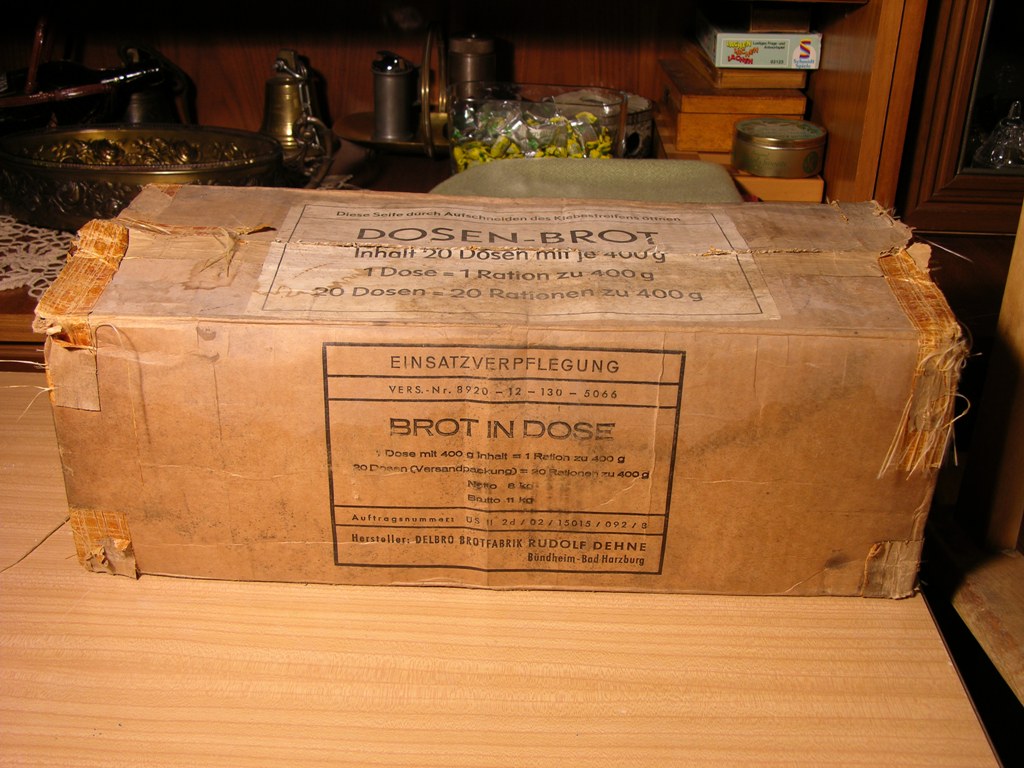 Diese Seite durch Aufschneiden des Klebestreifens öffnen
DOSEN-BROT
Inhalt 20 Dosen mit je 400 g
1 Dose = 1 Ration zu 400 g
20 Dosen = 20 Rationen zu 400 g
EINSATZVERPFLEGUNG
VERS.-Nr. 8920 – 12 – 130 – 5066
BROT IN DOSE
1 Dose mit 400 g Inhalt = 1 Ration zu 400 g
20 Dosen (Versandpackung) = 20 Rationen zu 400 g
Netto 8 kg
Brutto 11 kg
Auftragsnummer: US II 2d / 02 / 15015 / 092 / 8
Hersteller: DELBRO BROTFABRIK RUDOLF DEHNE
Bündheim-Bad Harzburg